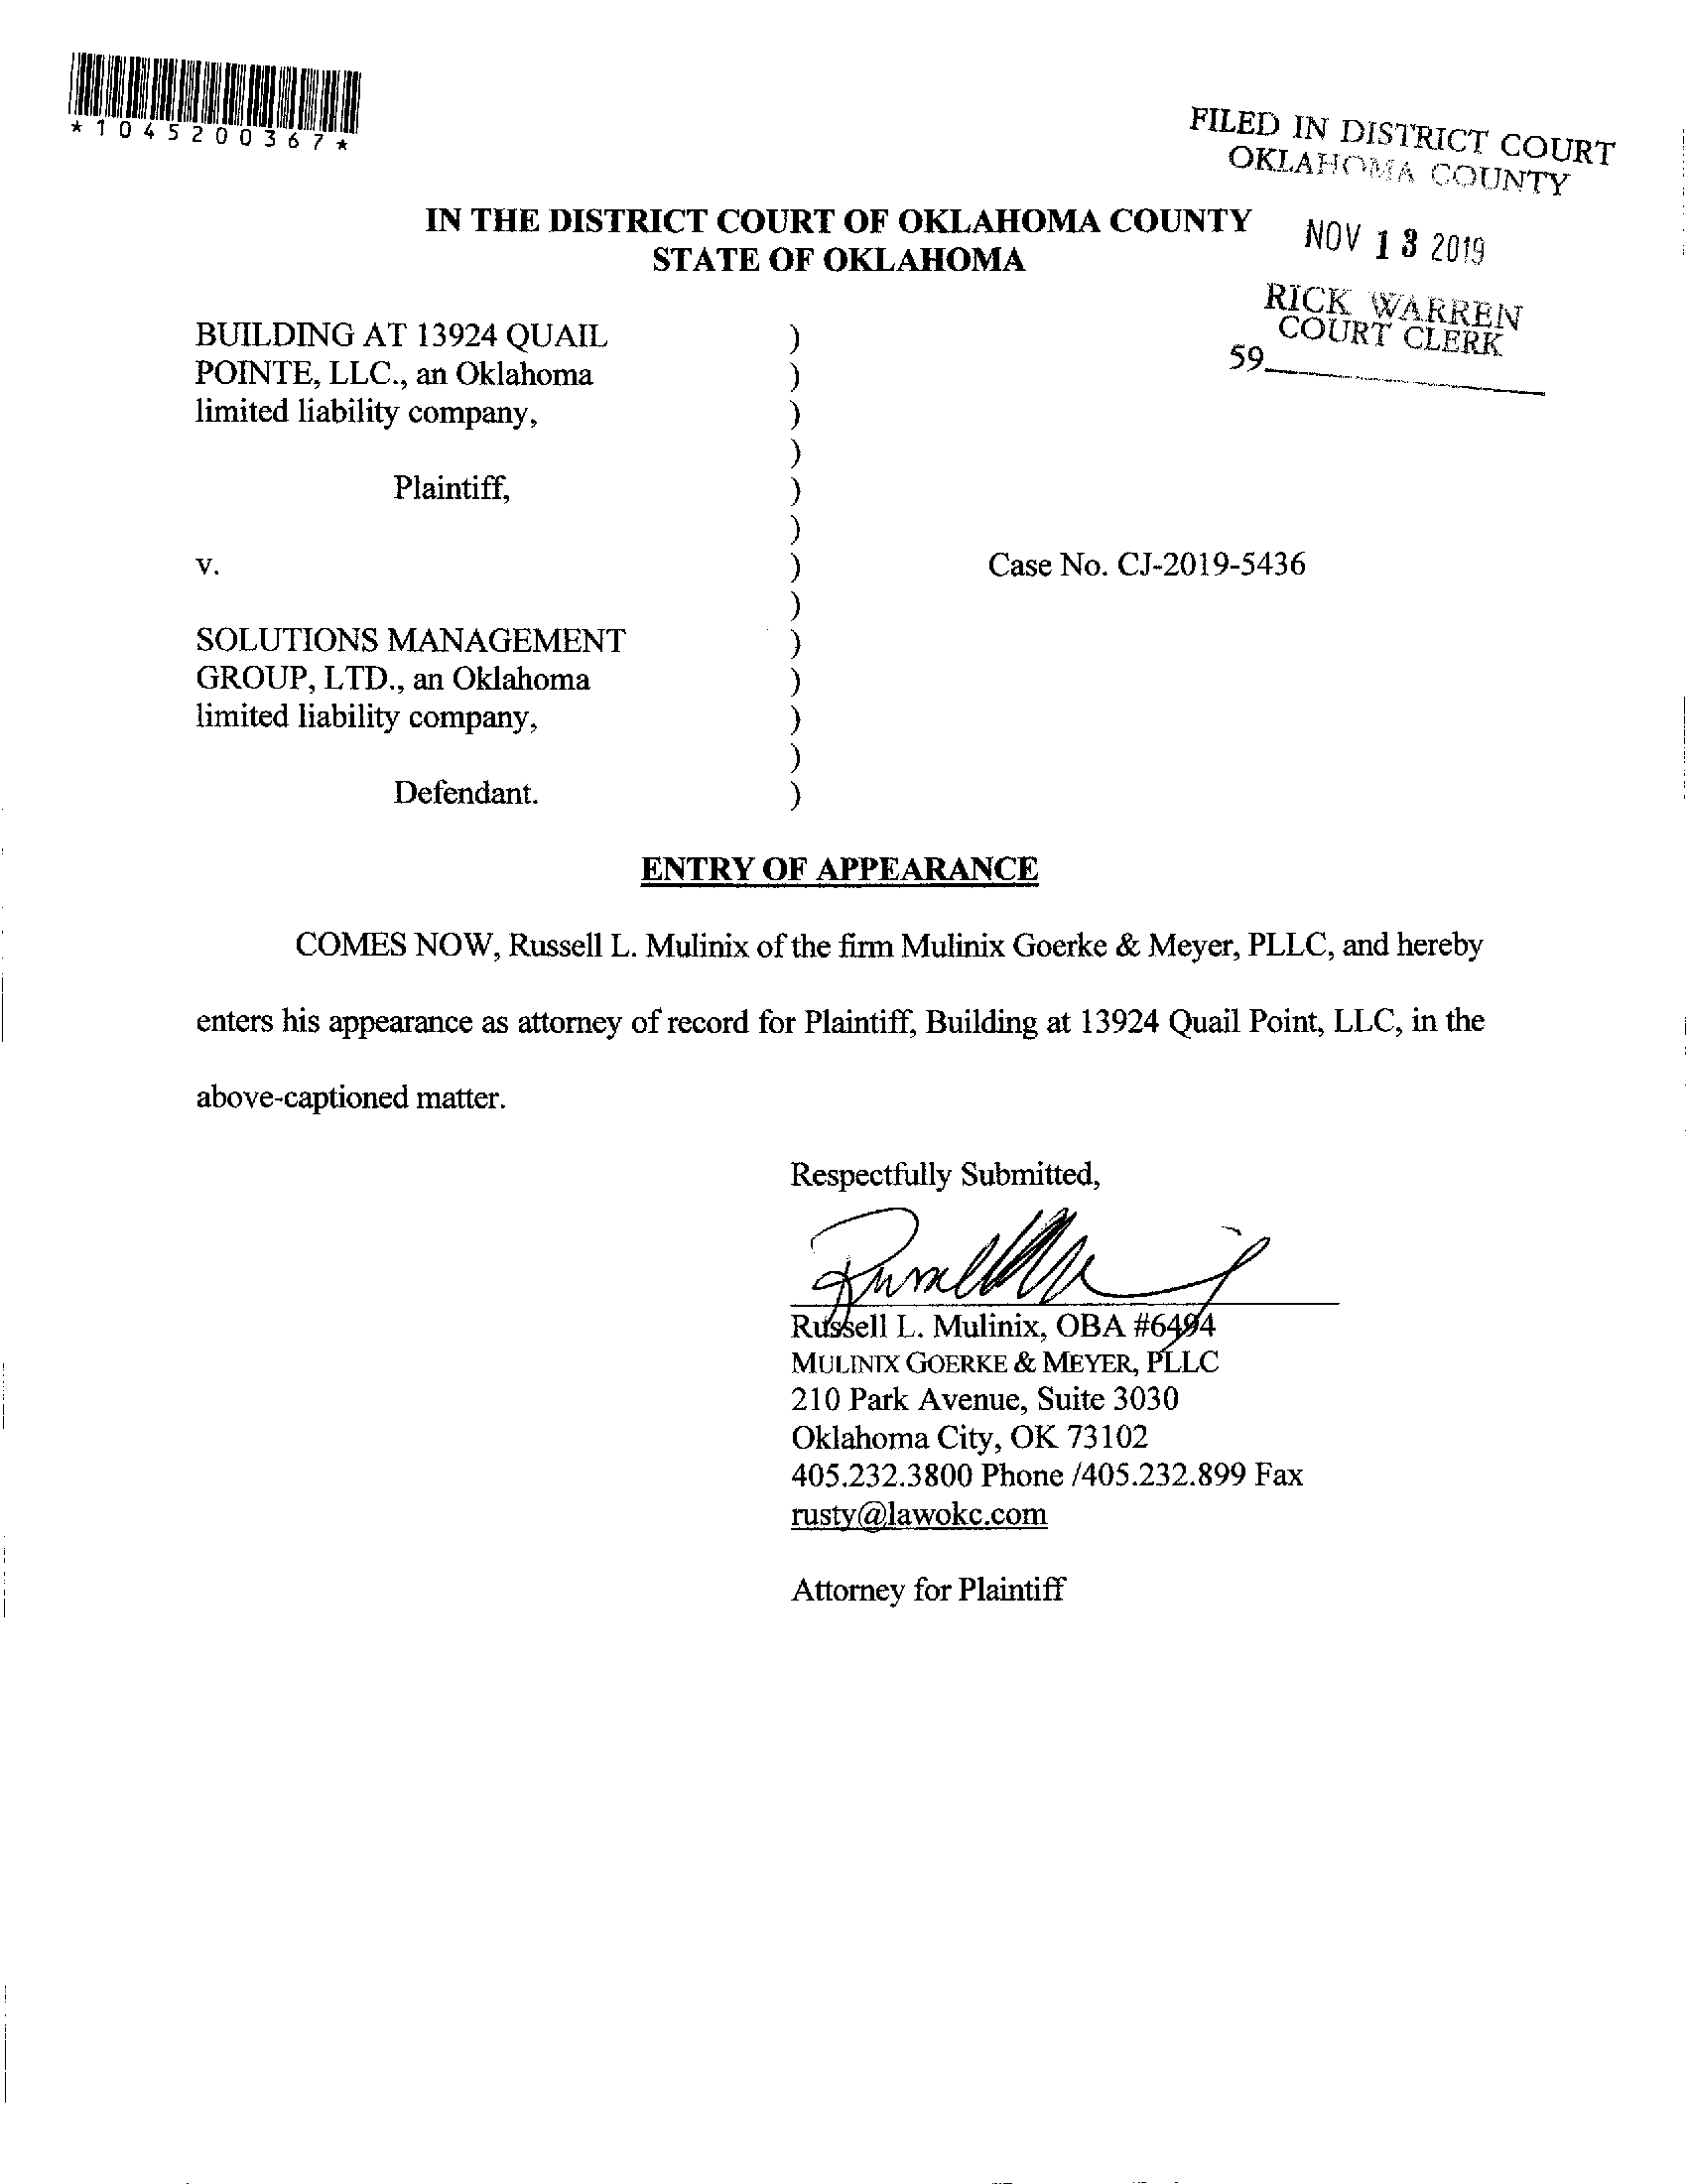 *1045200367*
FILED IN DISTRICT COURT
OKLAHOMA COUNTY
NOV 13 2019
RICK WARREN
COURT CLERK
59
IN THE DISTRICT COURT OF OKLAHOMA COUNTY
STATE OF OKLAHOMA
BUILDING AT 13924 QUAIL )
POINTE, LLC., an Oklahoma )
limited liability company, )
)
Plaintiff, )
)
v. ) Case No. CJ-2019-5436
)
SOLUTIONS MANAGEMENT )
GROUP, LTD., an Oklahoma )
limited liability company, )
)
Defendant. )
ENTRY OF APPEARANCE
COMES NOW, Russell L. Mulinix of the firm Mulinix Goerke & Meyer, PLLC, and hereby
enters his appearance as attorney of record for Plaintiff, Building at 13924 Quail Point, LLC, in the
above-captioned matter.
Respectfully Submitted,
Russell L. Mulinix, OBA #6494
MULINIX GOERKE & MEYER, PLLC
210 Park Avenue, Suite 3030
Oklahoma City, OK 73102
405.232.3800 Phone /405.232.899 Fax
rusty@lawokc.com
Attorney for Plaintiff